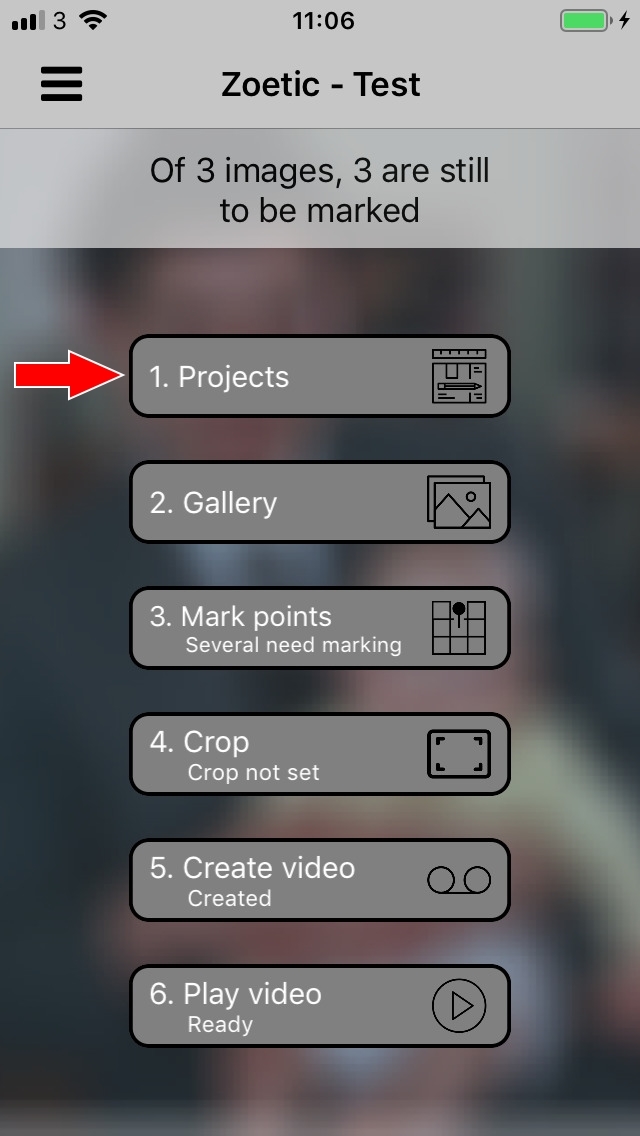 3 11:06
Zoetic - Test
Of 3 images, 3 are still
to be marked
1. Projects
2. Gallery
3. Mark points
Several need marking
4. Crop
Crop not set
5. Create video
Created
6. Play video
Ready